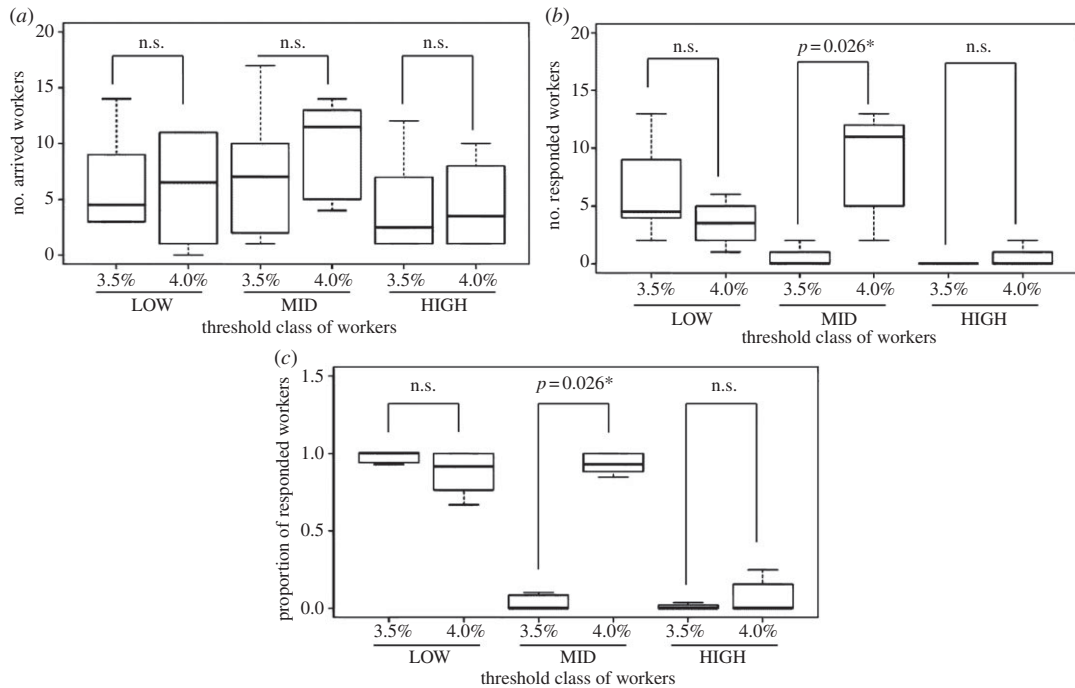 (a)
20
15
10
5
0
no. arrived workers
n.s. n.s. n.s.
3.5% 4.0% 3.5% 4.0% 3.5% 4.0%
LOW MID HIGH
threshold class of workers
(b)
20
15
10
5
0
no. responded workers
n.s. p = 0.026* n.s.
3.5% 4.0% 3.5% 4.0% 3.5% 4.0%
LOW MID HIGH
threshold class of workers
(c)
1.5
1.0
0.5
0.0
proportion of responded workers
n.s. p = 0.026* n.s.
3.5% 4.0% 3.5% 4.0% 3.5% 4.0%
LOW MID HIGH
threshold class of workers